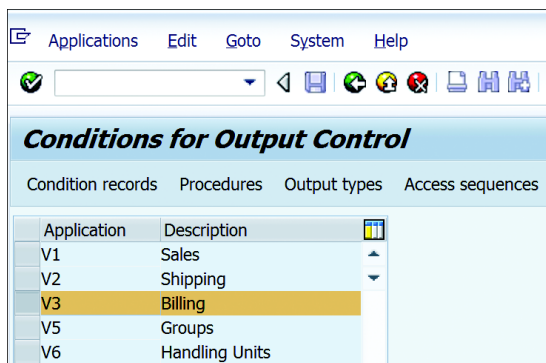 Applications Edit Goto System Help
Conditions for Output Control
Condition records Procedures Output types Access sequences
Application Description
V1 Sales
V2 Shipping
V3 Billing
V5 Groups
V6 Handling Units